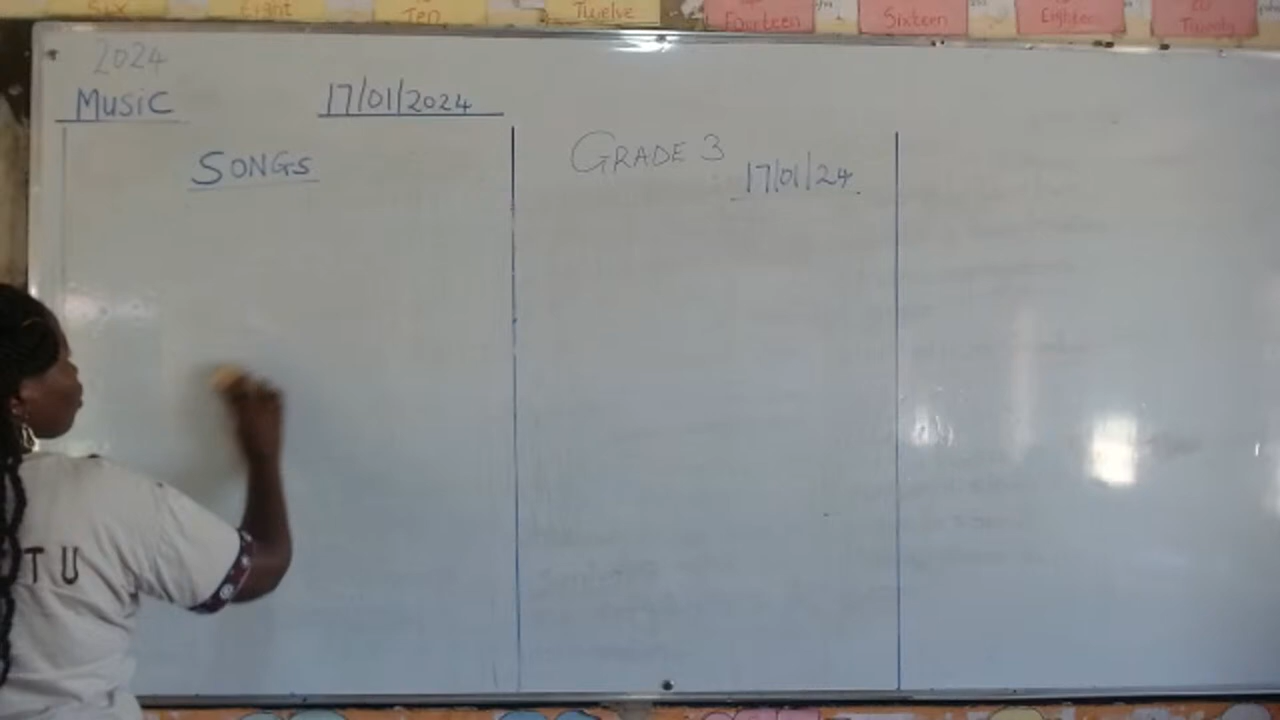 Six
Eight
Ten
Twelve
Fourteen
Sixteen
Eighteen
Twenty
2024
MUSIC
17/01/2024
SONGS
GRADE 3
17/01/24
TU